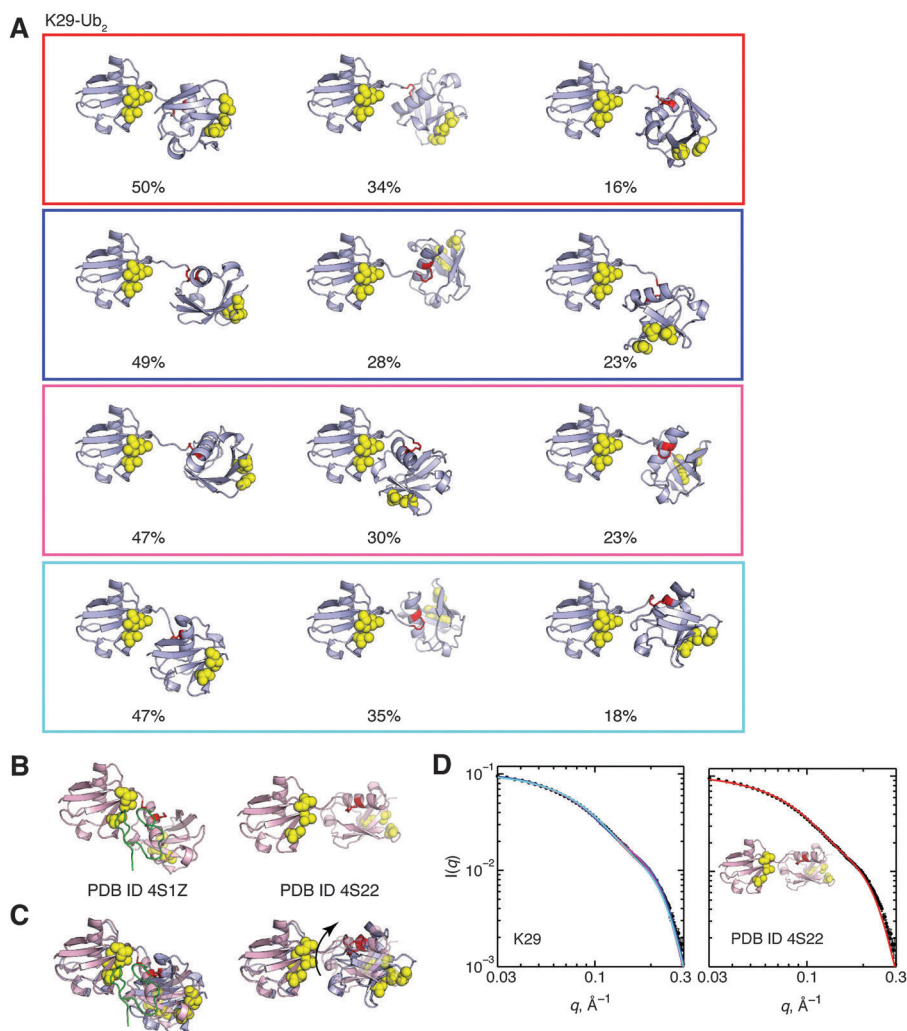 K29-Ub2
A
50% 34% 16%
49% 28% 23%
47% 30% 23%
47% 35% 18%
B
PDB ID 4S1Z PDB ID 4S22
C
D
I(q)
10⁻¹
10⁻²
10⁻³
K29
0.03 0.1 0.3
q, Å⁻¹
PDB ID 4S22
0.03 0.1 0.3
q, Å⁻¹